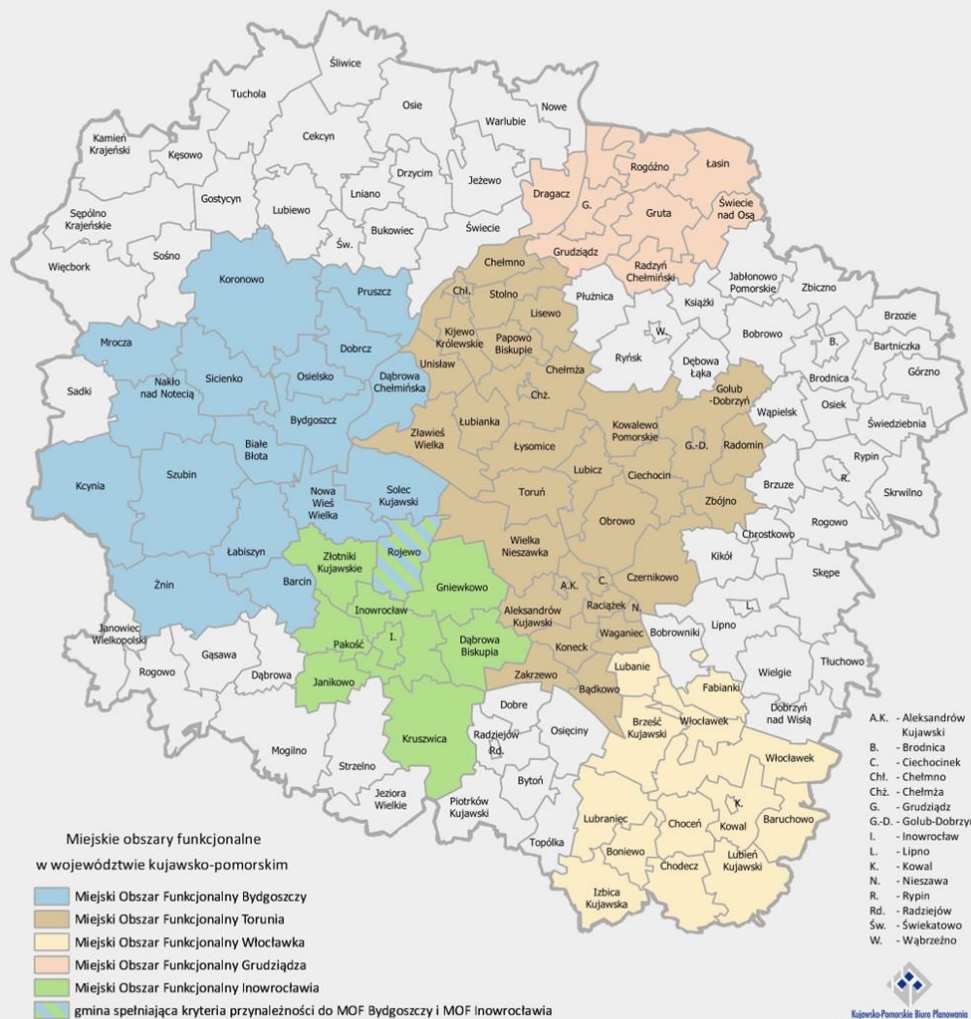 Śliwice
Tuchola
Osie
Nowe
Warlubie
Kamień
Krajeński
Kęsowo
Cekcyn
Drzycim
Jeżewo
Rogóźno
Łasin
Dragacz
G.
Gostycyn
Lniano
Lubiewo
Sępólno
Krajeńskie
Bukowiec
Świecie
Św.
Gruta
Świecie
nad Osą
Więcbork
Sośno
Grudziądz
Radzyń
Chełmiński
Koronowo
Pruszcz
Chełmno
Chł.
Stolno
Lisewo
Płużnica
Książki
Jabłonowo
Pomorskie
Zbiczno
Brzozie
Mrocza
Dobrcz
Kijewo
Królewskie
Papowo
Biskupie
W.
Bobrowo
B.
Bartniczka
Sadki
Nakło
nad Notecią
Sicienko
Osielsko
Dąbrowa
Chełmińska
Unisław
Chełmża
Ryńsk
Dębowa
Łąka
Brodnica
Górzno
Chż.
Golub
-Dobrzyń
Wąpielsk
Osiek
Świedziebnia
Bydgoszcz
Łubianka
Zławieś
Wielka
Łysomice
Kowalewo
Pomorskie
G.-D.
Radomin
Białe
Błota
Rypin
R.
Kcynia
Szubin
Lubicz
Ciechocin
Brzuze
Skrwilno
Nowa
Wieś
Wielka
Solec
Kujawski
Toruń
Zbójno
Obrowo
Rogowo
Chrostkowo
Łabiszyn
Złotniki
Kujawskie
Rojewo
Wielka
Nieszawka
Kikół
Skępe
Żnin
Barcin
Gniewkowo
A.K.
C.
Czernikowo
Inowrocław
Aleksandrów
Kujawski
Raciążek
N.
L.
Lipno
Janowiec
Wielkopolski
Pakość
I.
Dąbrowa
Biskupia
Waganiec
Bobrowniki
Koneck
Rogowo
Gąsawa
Dąbrowa
Janikowo
Zakrzewo
Bądkowo
Lubanie
Wielgie
Tłuchowo
Fabianki
Dobre
Dobrzyń
nad Wisłą
Kruszwica
Radziejów
Rd.
Osięciny
Brześć
Kujawski
Włocławek
Mogilno
Strzelno
Włocławek
Bytoń
Jeziora
Wielkie
Piotrków
Kujawski
K.
Lubraniec
Choceń
Kowal
Baruchowo
Topólka
Boniewo
Chodecz
Lubień
Kujawski
Izbica
Kujawska
A.K. - Aleksandrów
Kujawski
B. - Brodnica
C. - Ciechocinek
Chł. - Chełmno
Chż. - Chełmża
G. - Grudziądz
G.-D. - Golub-Dobrzyń
I. - Inowrocław
L. - Lipno
K. - Kowal
N. - Nieszawa
R. - Rypin
Rd. - Radziejów
Św. - Świekatowo
W. - Wąbrzeźno
Miejskie obszary funkcjonalne
w województwie kujawsko-pomorskim
Miejski Obszar Funkcjonalny Bydgoszczy
Miejski Obszar Funkcjonalny Torunia
Miejski Obszar Funkcjonalny Włocławka
Miejski Obszar Funkcjonalny Grudziądza
Miejski Obszar Funkcjonalny Inowrocławia
gmina spełniająca kryteria przynależności do MOF Bydgoszczy i MOF Inowrocławia
Kujawsko-Pomorskie Biuro Planowania